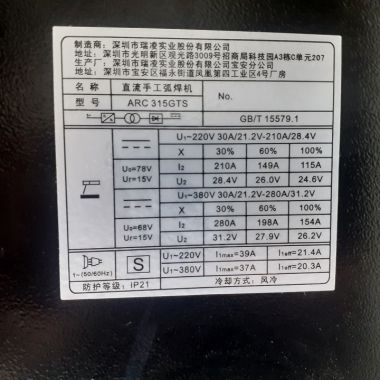 制造商：深圳市瑞凌实业股份有限公司
地址：深圳市光明新区观光路3009号招商局科技园A3栋C单元207
生产厂：深圳市瑞凌实业股份有限公司宝安分公司
地址：深圳市宝安区福永街道凤凰第四工业区4号厂房
名称 直流手工弧焊机 No.
型号 ARC 315GTS
GB/T 15579.1
U1~220V 30A/21.2V-210A/28.4V
X 30% 60% 100%
U0=78V
Ur=15V
I2 210A 149A 115A
U2 28.4V 26.0V 24.6V
U1~380V 30A/21.2V-280A/31.2V
X 30% 60% 100%
U0=68V
Ur=15V
I2 280A 198A 154A
U2 31.2V 27.9V 26.2V
1~(50/60Hz) S U1~220V I1max=39A I1eff=21.4A
U1~380V I1max=37A I1eff=20.3A
防护等级：IP21 冷却方式：风冷